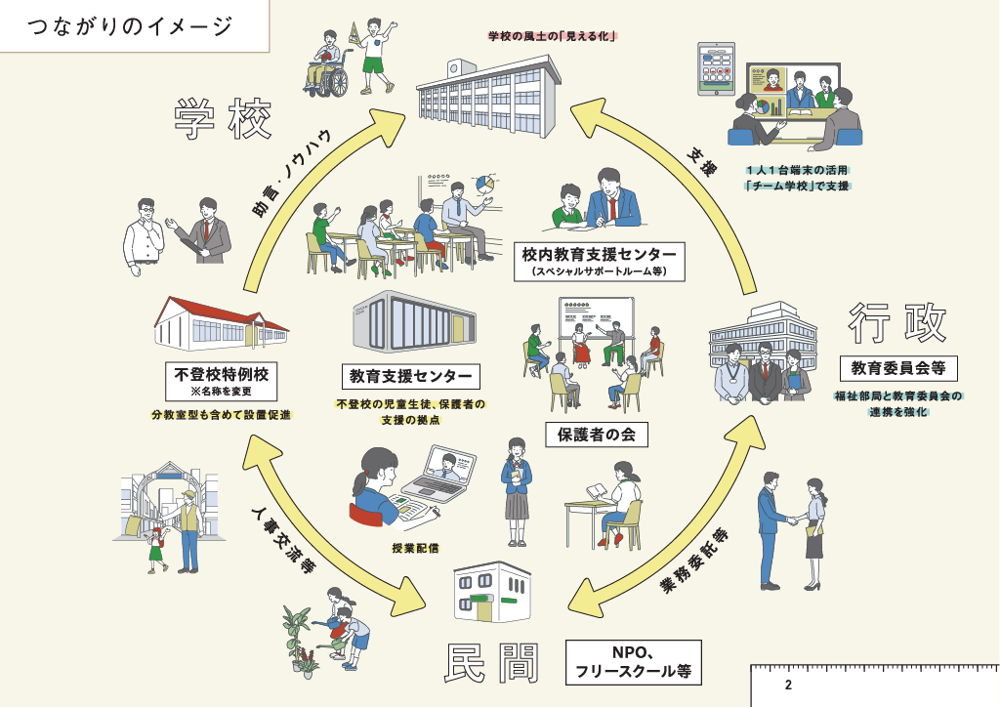 つながりのイメージ
学校の風土の「見える化」
学校
助言・ノウハウ
支援
1人1台端末の活用
「チーム学校」で支援
校内教育支援センター
（スペシャルサポートルーム等）
行政
教育委員会等
福祉部局と教育委員会の
連携を強化
不登校特例校
※名称を変更
分教室型も含めて設置促進
教育支援センター
不登校の児童生徒、保護者の
支援の拠点
保護者の会
授業配信
人事交流等
業務委託等
民間
NPO、
フリースクール等
2